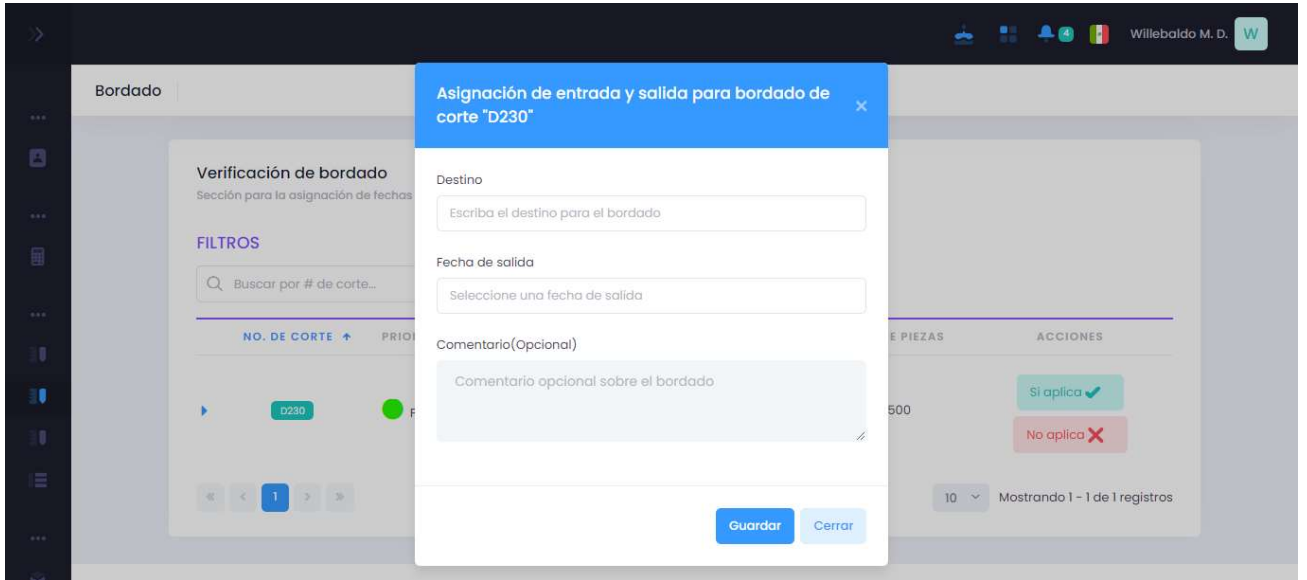 4
Willebaldo M. D.
W
Bordado
Asignación de entrada y salida para bordado de
corte "D230"
Verificación de bordado
Sección para la asignación de fechas
Destino
Escriba el destino para el bordado
FILTROS
Fecha de salida
Buscar por # de corte...
Seleccione una fecha de salida
NO. DE CORTE
Comentario(Opcional)
E PIEZAS
ACCIONES
Comentario opcional sobre el bordado
Si aplica
D230
500
No aplica
1
10
Mostrando 1 - 1 de 1 registros
Guardar
Cerrar